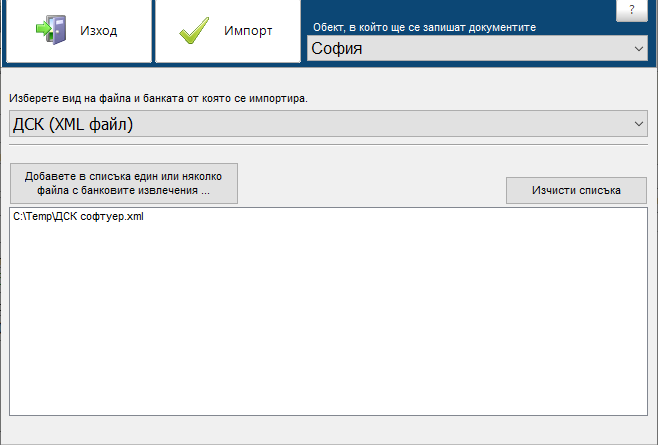 Изход
Импорт
?
Обект, в който ще се запишат документите
София
Изберете вид на файла и банката от която се импортира.
ДСК (XML файл)
Добавете в списъка един или няколко
файла с банковите извлечения ...
Изчисти списъка
C:\Temp\ДСК софтуер.xml